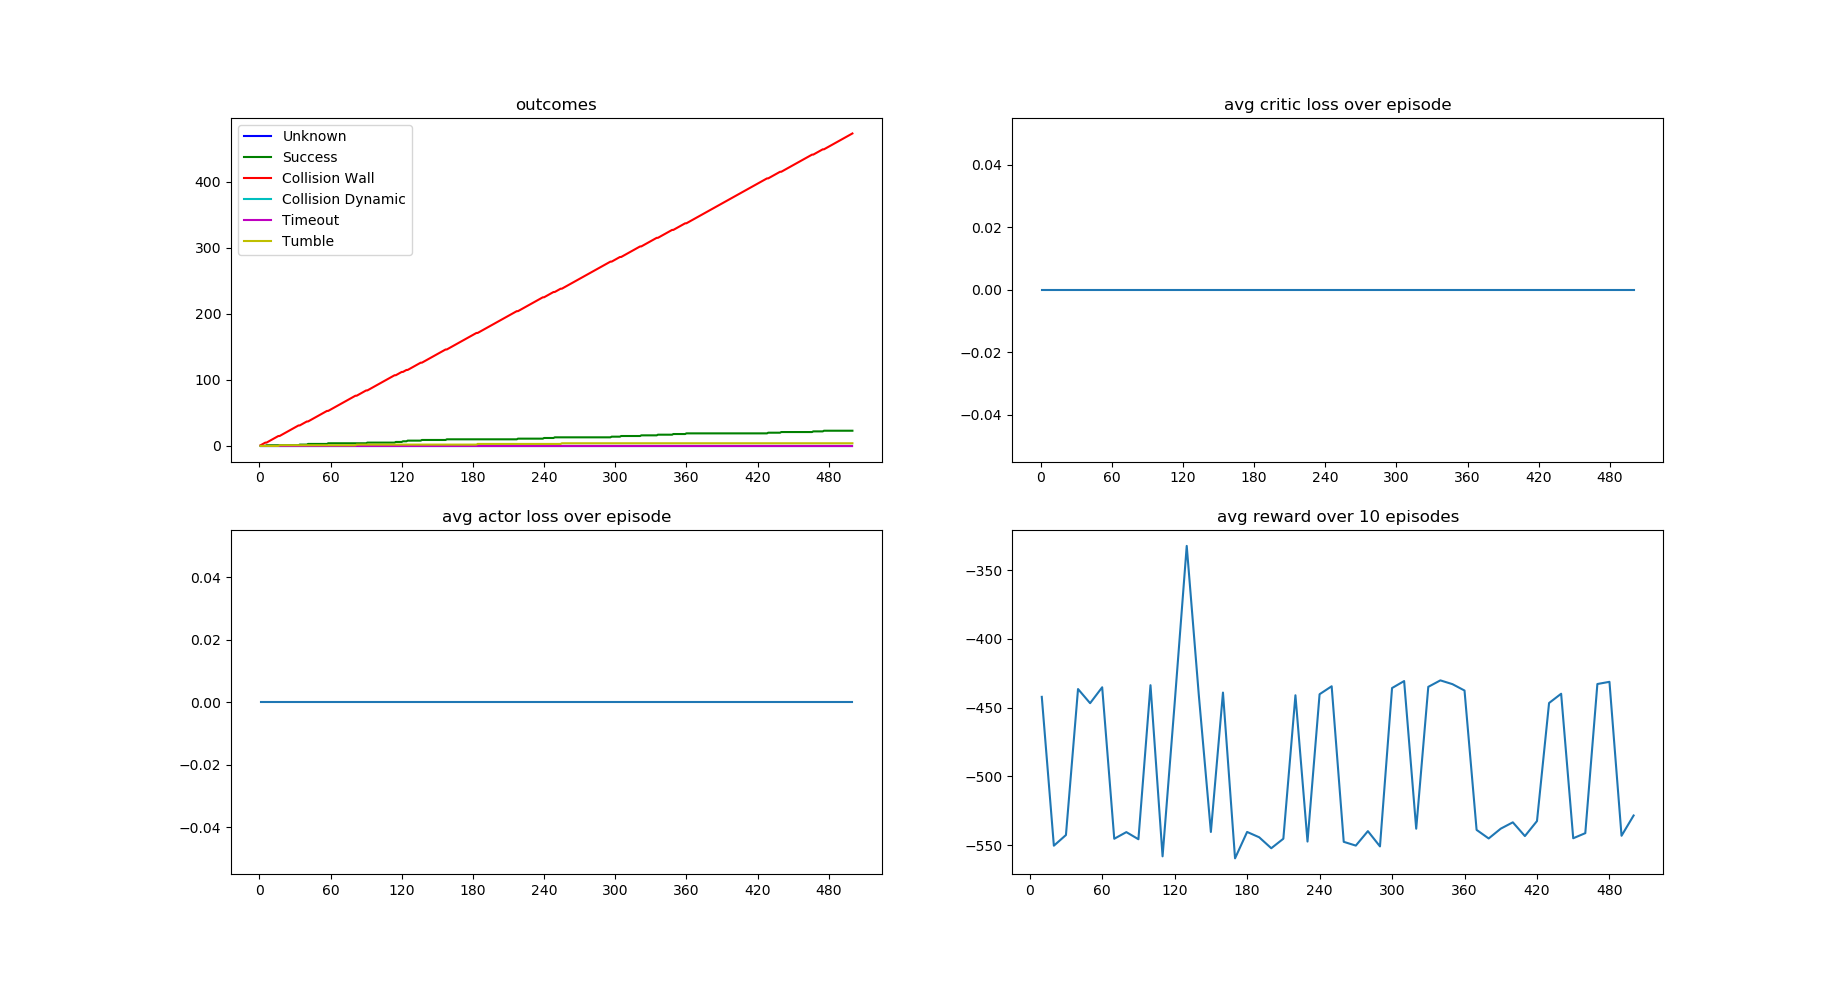 outcomes
Unknown
Success
Collision Wall
Collision Dynamic
Timeout
Tumble
400
300
200
100
0
0 60 120 180 240 300 360 420 480
avg critic loss over episode
0.04
0.02
0.00
−0.02
−0.04
0 60 120 180 240 300 360 420 480
avg actor loss over episode
0.04
0.02
0.00
−0.02
−0.04
0 60 120 180 240 300 360 420 480
avg reward over 10 episodes
−350
−400
−450
−500
−550
0 60 120 180 240 300 360 420 480